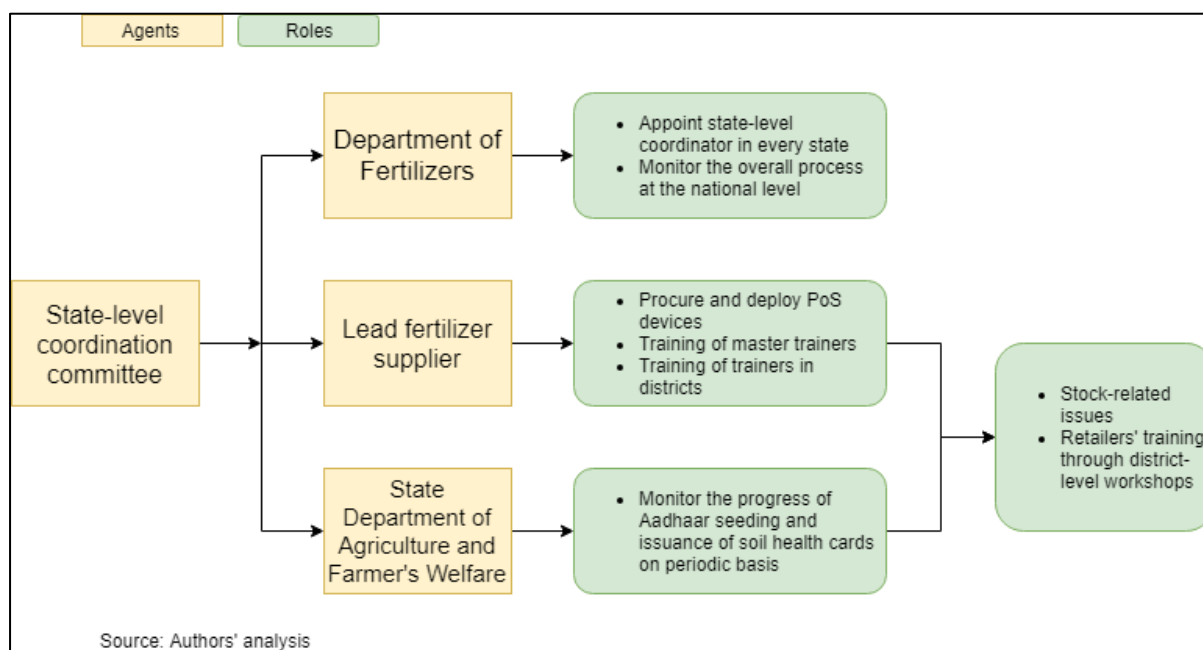 Agents
Roles
Department of
Fertilizers
• Appoint state-level
coordinator in every state
• Monitor the overall process
at the national level
State-level
coordination
committee
Lead fertilizer
supplier
• Procure and deploy PoS
devices
• Training of master trainers
• Training of trainers in
districts
• Stock-related
issues
• Retailers' training
through district-
level workshops
State
Department of
Agriculture and
Farmer's Welfare
• Monitor the progress of
Aadhaar seeding and
issuance of soil health cards
on periodic basis
Source: Authors' analysis